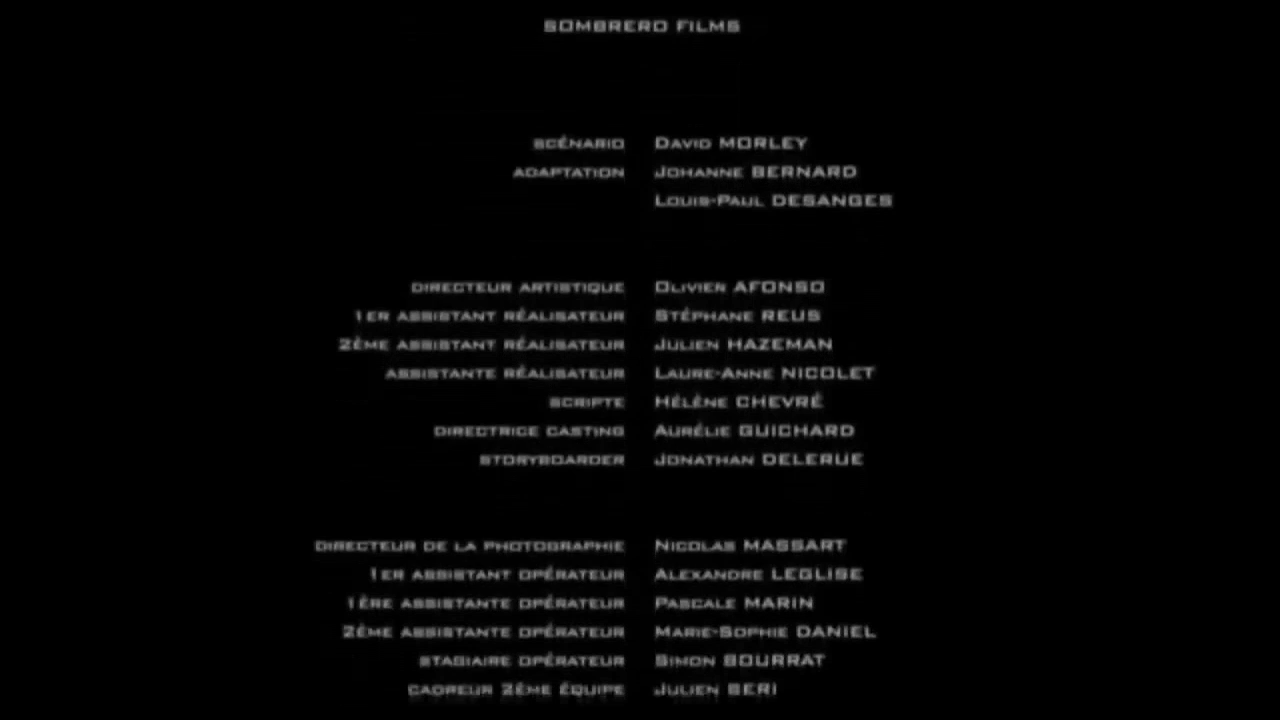 SOMBRERO FILMS
SCÉNARIO David MORLEY
ADAPTATION Johanne BERNARD
Louis-Paul DESANGES
DIRECTEUR ARTISTIQUE Olivier AFONSO
1ER ASSISTANT RÉALISATEUR Stéphane REUS
2ÈME ASSISTANT RÉALISATEUR Julien HAZEMAN
ASSISTANTE RÉALISATEUR Laure-Anne NICOLET
SCRIPTE Hélène CHEVRÉ
DIRECTRICE CASTING Aurélie GUICHARD
STORYBOARDER Jonathan DELERUE
DIRECTEUR DE LA PHOTOGRAPHIE Nicolas MASSART
1ER ASSISTANT OPÉRATEUR Alexandre LEGLISE
1ÈRE ASSISTANTE OPÉRATEUR Pascale MARIN
2ÈME ASSISTANTE OPÉRATEUR Marie-Sophie DANIEL
STAGIAIRE OPÉRATEUR Simon BOURRAT
CADREUR 2ÈME ÉQUIPE Julien BERI